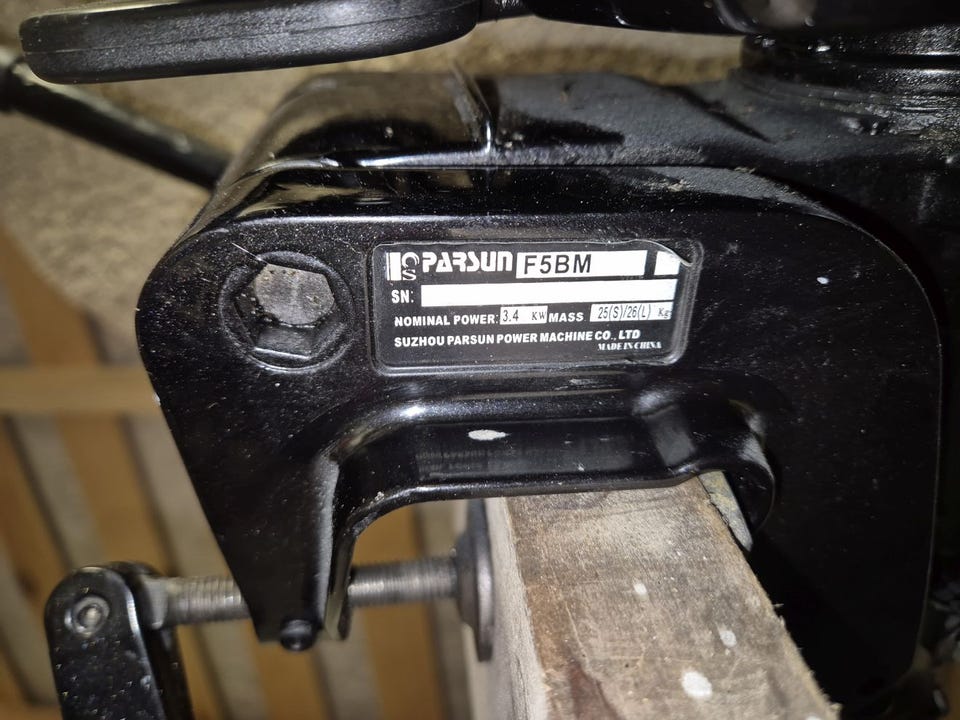 PARSUN F5BM
SN:
NOMINAL POWER: 3.4 KW MASS 25(S)/26(L) Kg
SUZHOU PARSUN POWER MACHINE CO., LTD
MADE IN CHINA